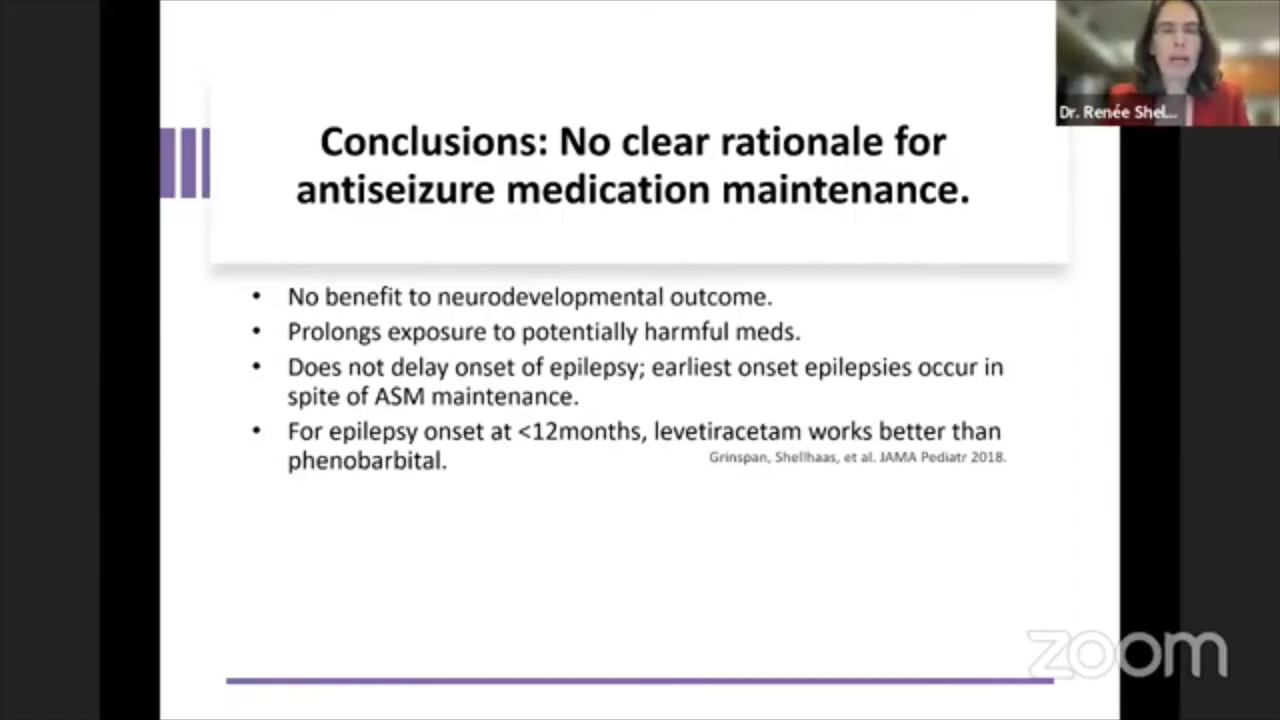 Dr. Renée Shel...
Conclusions: No clear rationale for
antiseizure medication maintenance.
• No benefit to neurodevelopmental outcome.
• Prolongs exposure to potentially harmful meds.
• Does not delay onset of epilepsy; earliest onset epilepsies occur in
spite of ASM maintenance.
• For epilepsy onset at <12months, levetiracetam works better than
phenobarbital.
Grinspan, Shellhaas, et al. JAMA Pediatr 2018.
zoom